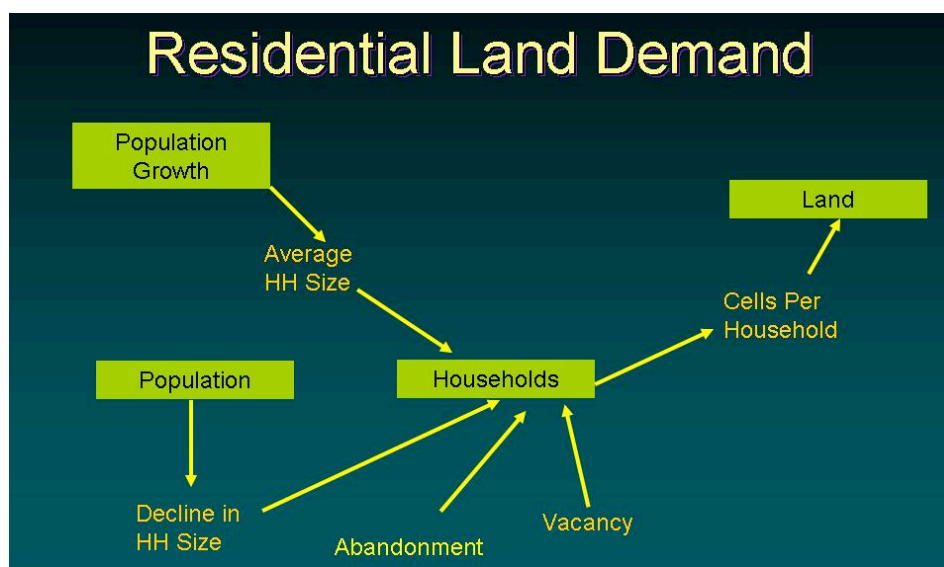 Residential Land Demand
Population
Growth
Land
Average
HH Size
Cells Per
Household
Population
Households
Decline in
HH Size
Abandonment
Vacancy